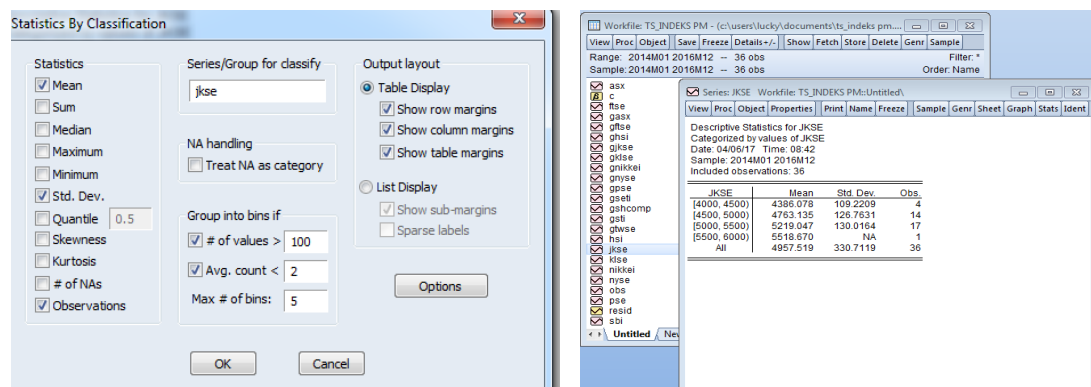 Statistics By Classification
Statistics
Mean
Sum
Median
Maximum
Minimum
Std. Dev.
Quantile 0.5
Skewness
Kurtosis
# of NAs
Observations
Series/Group for classify
jkse
NA handling
Treat NA as category
Group into bins if
# of values > 100
Avg. count < 2
Max # of bins: 5
Output layout
Table Display
Show row margins
Show column margins
Show table margins
List Display
Show sub-margins
Sparse labels
Options
OK Cancel
Workfile: TS_INDEKS PM - (c:\users\lucky\documents\ts_indeks pm....
View Proc Object Save Freeze Details+/- Show Fetch Store Delete Genr Sample
Range: 2014M01 2016M12 -- 36 obs Filter: *
Sample: 2014M01 2016M12 -- 36 obs Order: Name
asx
c
ftse
gasx
gftse
ghsi
gjkse
gklse
gnikkei
gnyse
gpse
gseti
gshcomp
gsti
gtwse
hsi
jkse
klse
nikkei
nyse
obs
pse
resid
sbi
Untitled Nev
Series: JKSE Workfile: TS_INDEKS PM::Untitled\
View Proc Object Properties Print Name Freeze Sample Genr Sheet Graph Stats Ident
Descriptive Statistics for JKSE
Categorized by values of JKSE
Date: 04/06/17 Time: 08:42
Sample: 2014M01 2016M12
Included observations: 36
JKSE Mean Std. Dev. Obs.
[4000, 4500) 4386.078 109.2209 4
[4500, 5000) 4763.135 126.7631 14
[5000, 5500) 5219.047 130.0164 17
[5500, 6000) 5518.670 NA 1
All 4957.519 330.7119 36